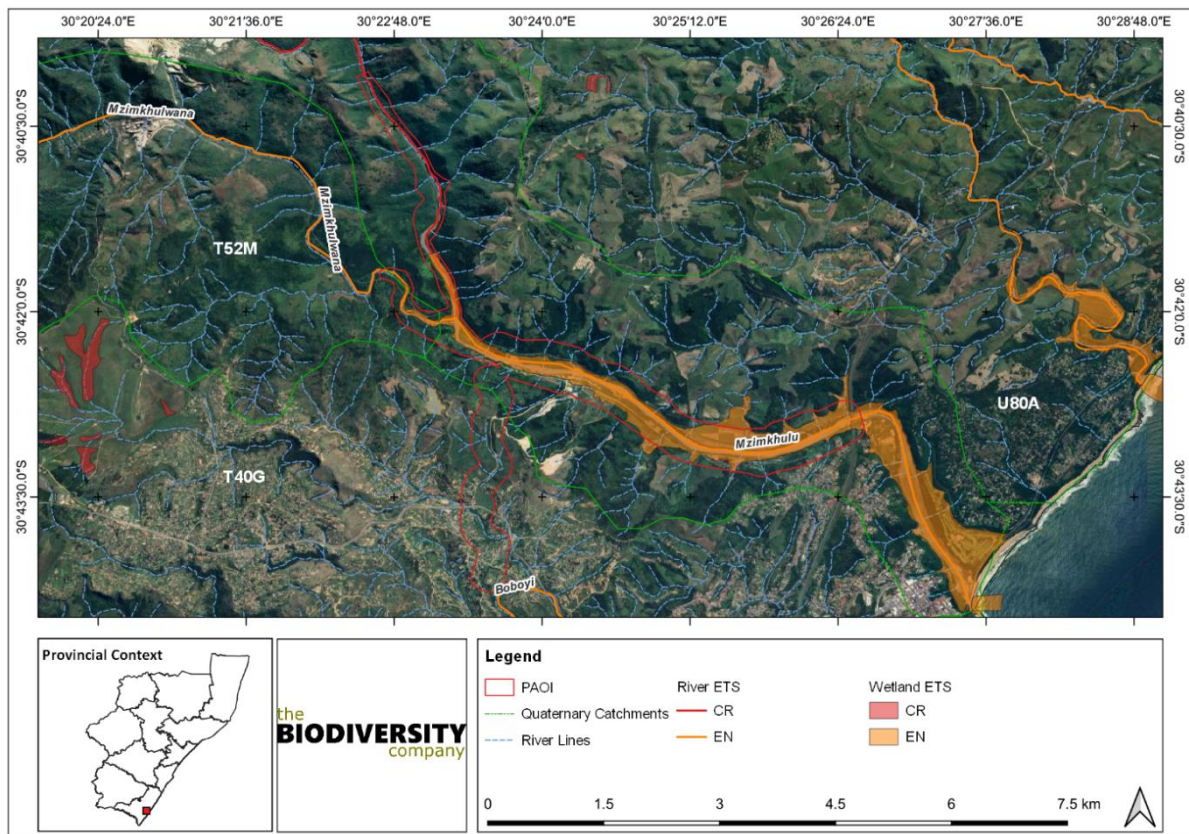 30°20'24.0"E 30°21'36.0"E 30°22'48.0"E 30°24'0.0"E 30°25'12.0"E 30°26'24.0"E 30°27'36.0"E 30°28'48.0"E
30°40'30.0"S
30°40'30.0"S
Mzimkhulwana
Mzimkhulwana
T52M
30°42'0.0"S
30°42'0.0"S
U80A
Mzimkhulu
T40G
30°43'30.0"S
30°43'30.0"S
Boboyi
Provincial Context
the
BIODIVERSITY
company
Legend
PAOI
Quaternary Catchments
River Lines
River ETS
CR
EN
Wetland ETS
CR
EN
0 1.5 3 4.5 6 7.5 km